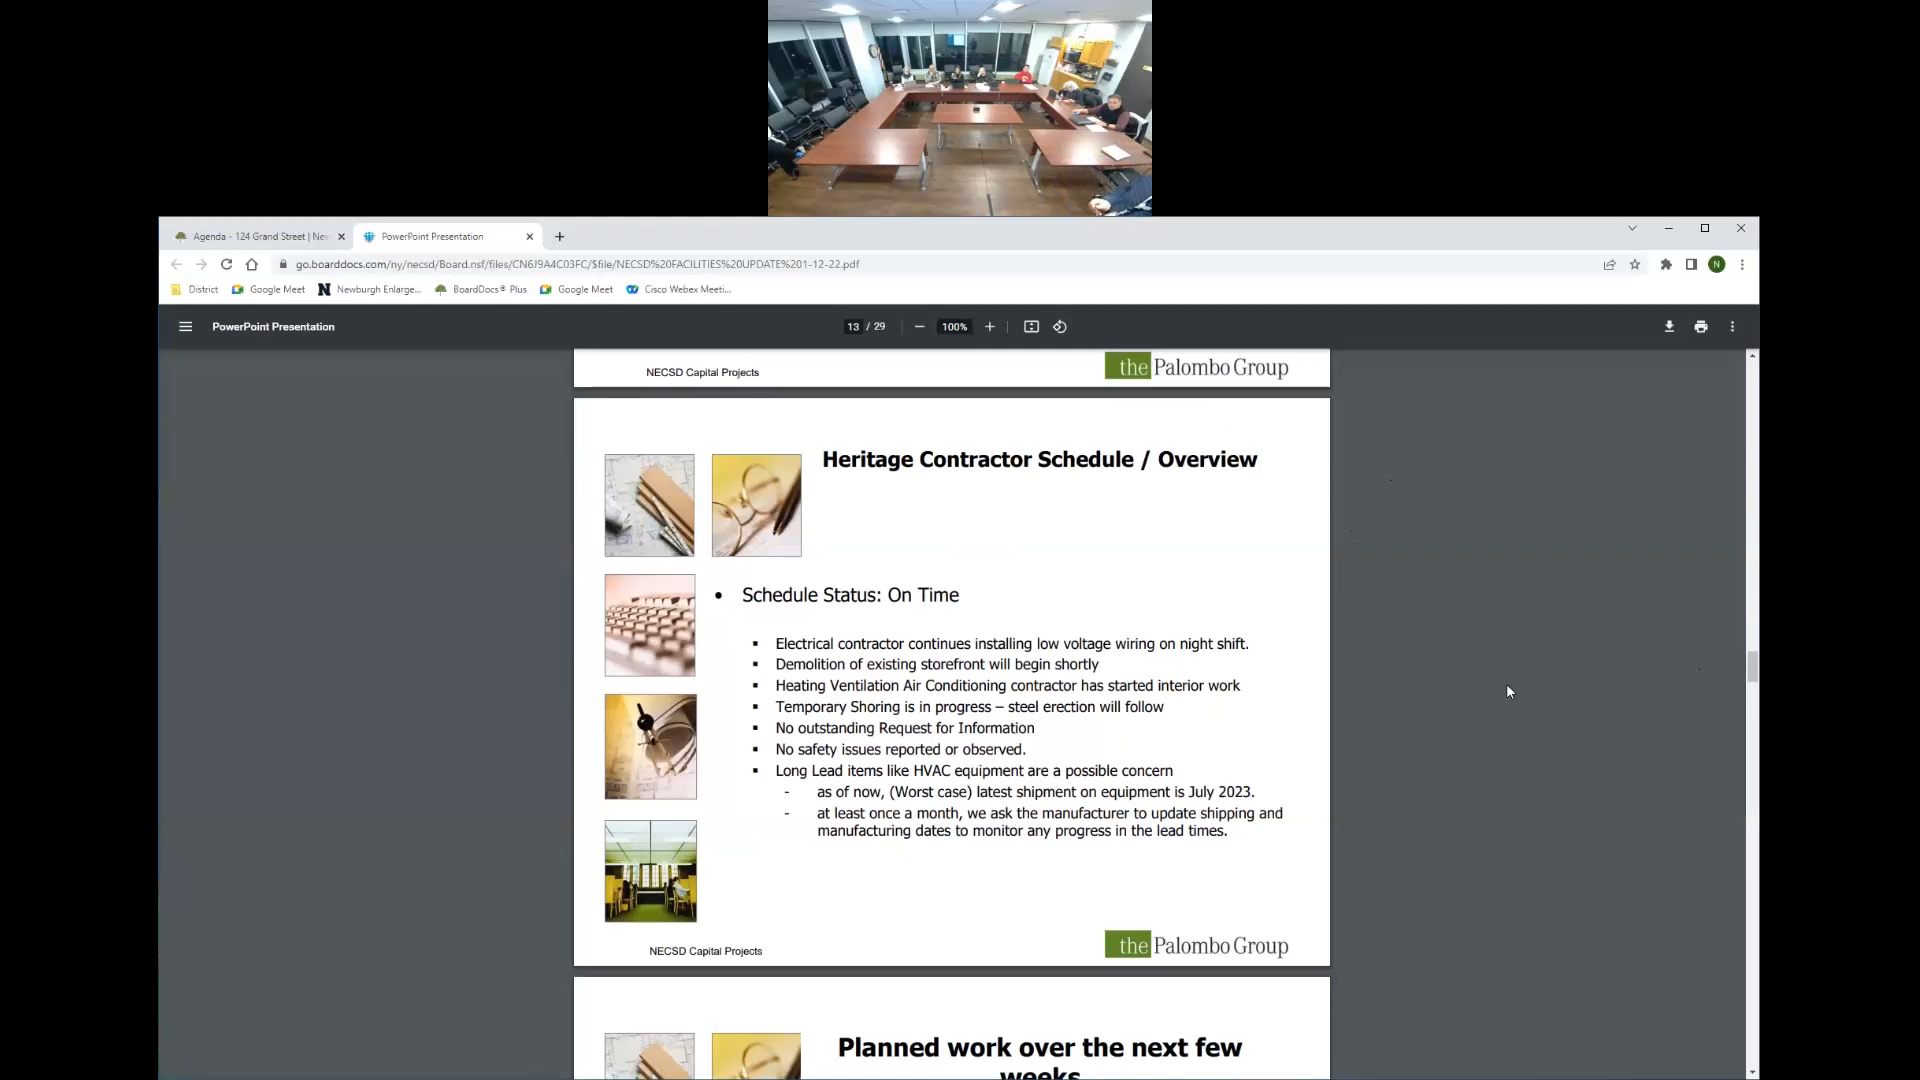 Agenda - 124 Grand Street | New
PowerPoint Presentation
go.boarddocs.com/ny/necsd/Board.nsf/files/CN6J9A4C03FC/$file/NECSD%20FACILITIES%20UPDATE%201-12-22.pdf
N
District
Google Meet
N Newburgh Enlarge...
BoardDocs® Plus
Google Meet
Cisco Webex Meeti...
PowerPoint Presentation
13 / 29
100%
NECSD Capital Projects
the Palombo Group
Heritage Contractor Schedule / Overview
• Schedule Status: On Time
▪ Electrical contractor continues installing low voltage wiring on night shift.
▪ Demolition of existing storefront will begin shortly
▪ Heating Ventilation Air Conditioning contractor has started interior work
▪ Temporary Shoring is in progress – steel erection will follow
▪ No outstanding Request for Information
▪ No safety issues reported or observed.
▪ Long Lead items like HVAC equipment are a possible concern
- as of now, (Worst case) latest shipment on equipment is July 2023.
- at least once a month, we ask the manufacturer to update shipping and
manufacturing dates to monitor any progress in the lead times.
NECSD Capital Projects
the Palombo Group
Planned work over the next few
weeks